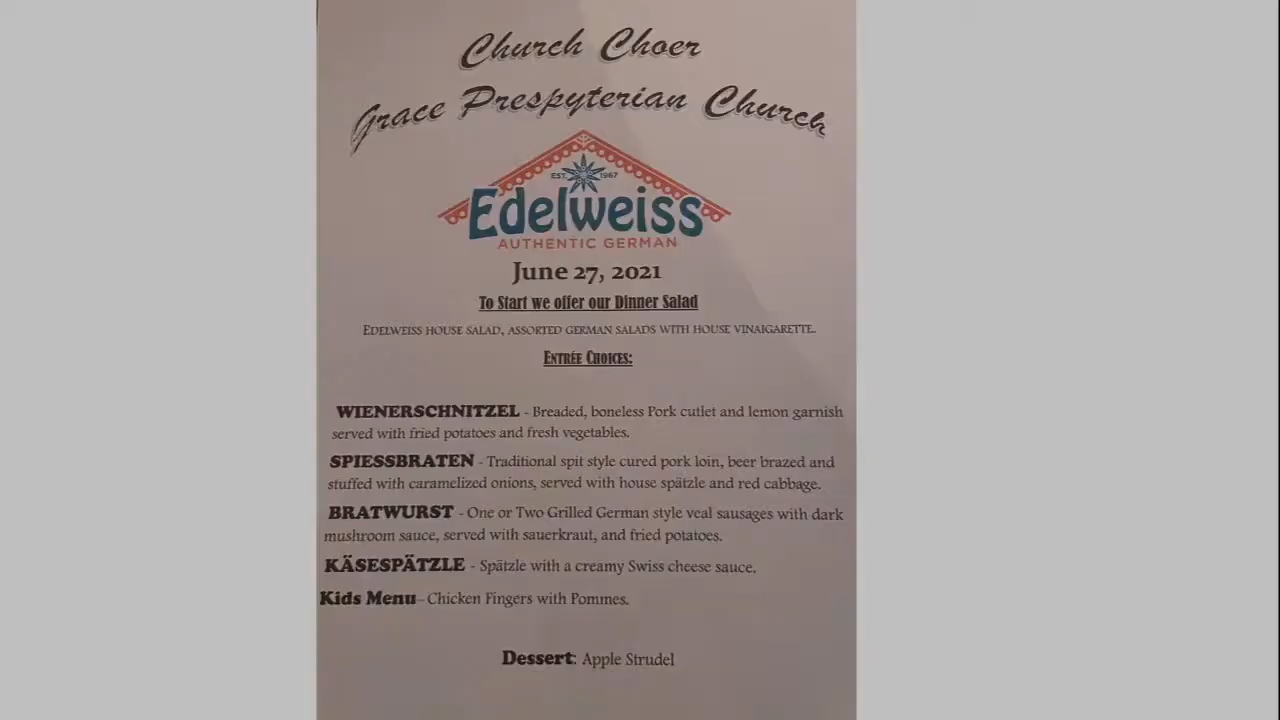 Church Choer
Grace Prespyterian Church
EST. 1967
Edelweiss
AUTHENTIC GERMAN
June 27, 2021
To Start we offer our Dinner Salad
EDELWEISS HOUSE SALAD, ASSORTED GERMAN SALADS WITH HOUSE VINAIGARETTE.
ENTRÉE CHOICES:
WIENERSCHNITZEL - Breaded, boneless Pork cutlet and lemon garnish
served with fried potatoes and fresh vegetables.
SPIESSBRATEN - Traditional spit style cured pork loin, beer brazed and
stuffed with caramelized onions, served with house spätzle and red cabbage.
BRATWURST - One or Two Grilled German style veal sausages with dark
mushroom sauce, served with sauerkraut, and fried potatoes.
KÄSESPÄTZLE - Spätzle with a creamy Swiss cheese sauce.
Kids Menu– Chicken Fingers with Pommes.
Dessert: Apple Strudel